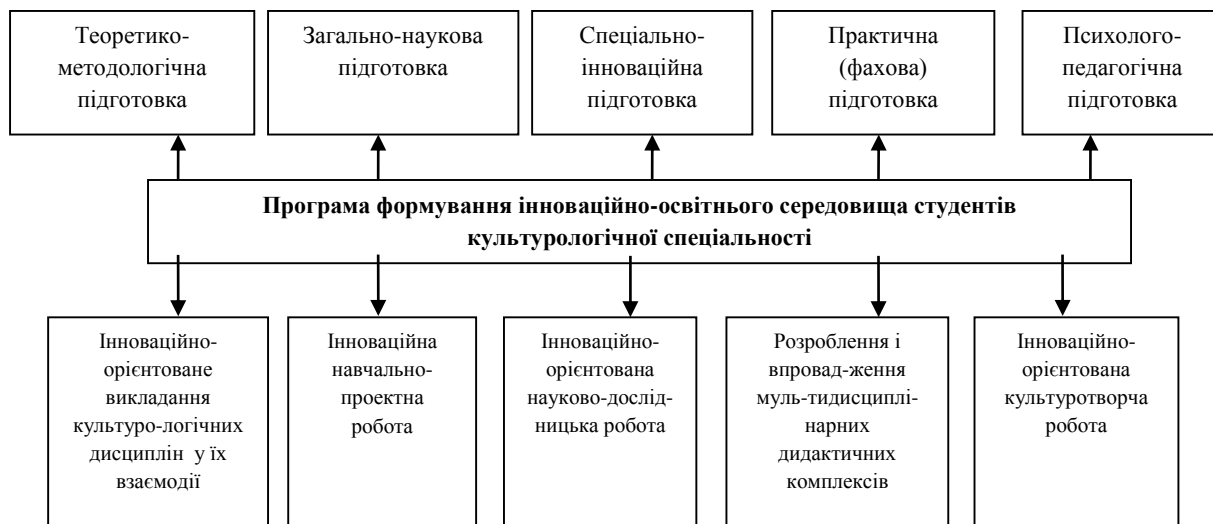 Теоретико-
методологічна
підготовка
Загально-наукова
підготовка
Спеціально-
інноваційна
підготовка
Практична
(фахова)
підготовка
Психолого-
педагогічна
підготовка
Програма формування інноваційно-освітнього середовища студентів
культурологічної спеціальності
Інноваційно-
орієнтоване
викладання
культуро-логічних
дисциплін у їх
взаємодії
Інноваційна
навчально-
проектна
робота
Інноваційно-
орієнтована
науково-дослід-
ницька робота
Розроблення і
впровад-ження
муль-тидисциплі-
нарних
дидактичних
комплексів
Інноваційно-
орієнтована
культуротворча
робота